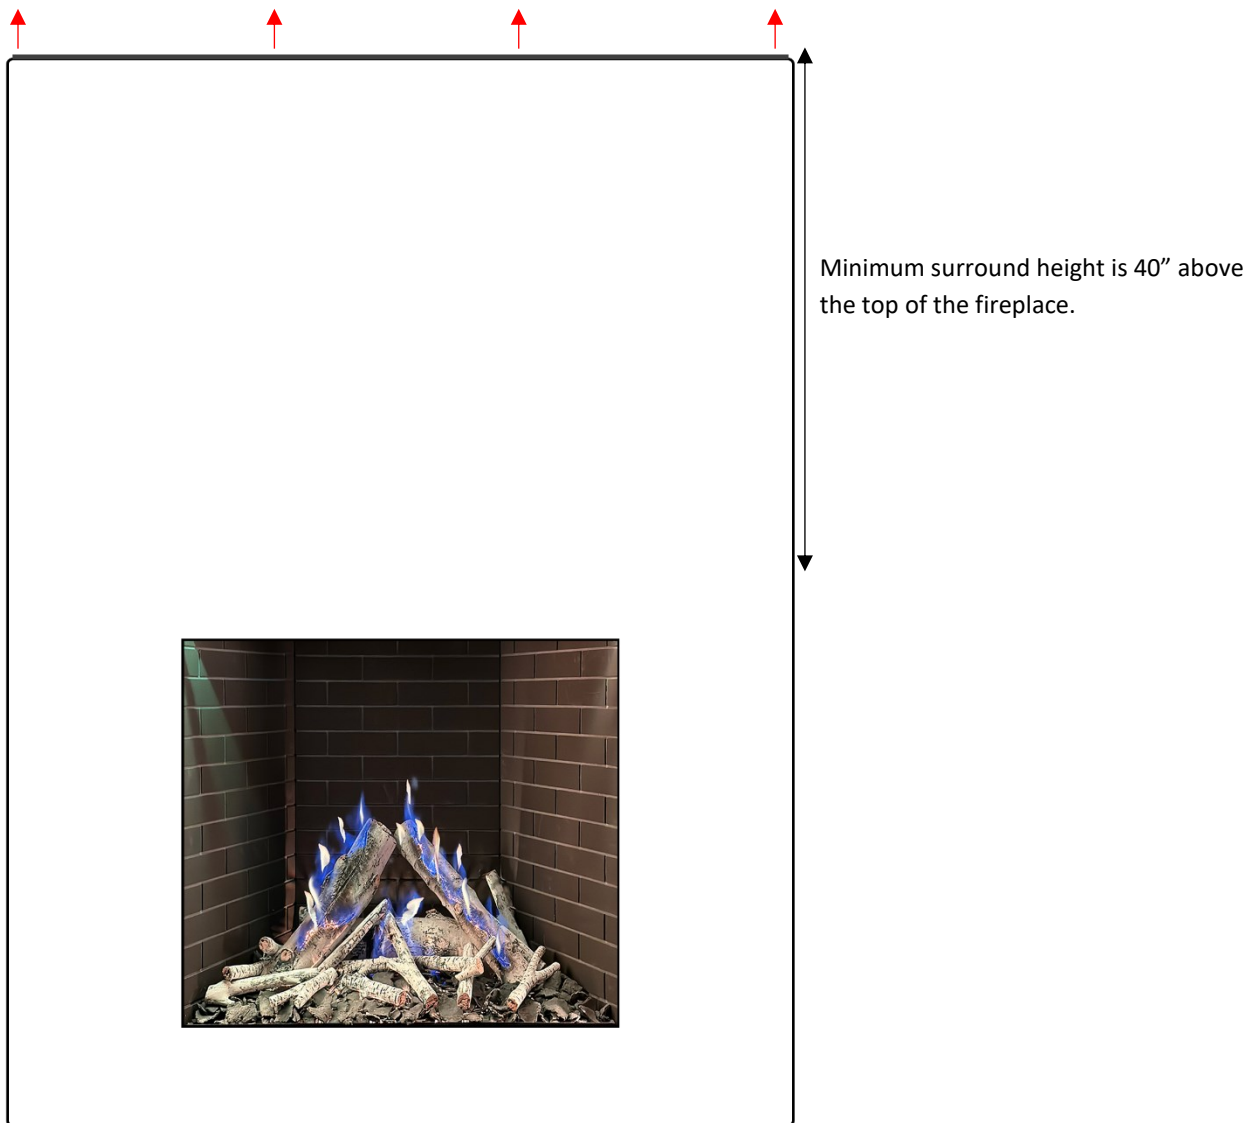 Minimum surround height is 40” above
the top of the fireplace.